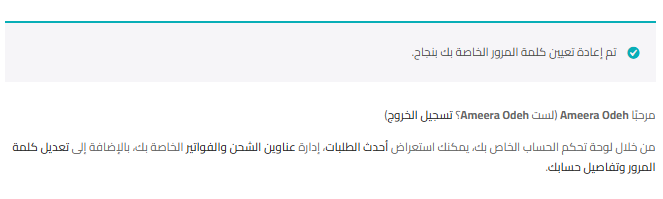 تم إعادة تعيين كلمة المرور الخاصة بك بنجاح.
مرحبًا Ameera Odeh (لست Ameera Odeh؟ تسجيل الخروج)
من خلال لوحة تحكم الحساب الخاص بك، يمكنك استعراض أحدث الطلبات، إدارة عناوين الشحن والفواتير الخاصة بك، بالإضافة إلى تعديل كلمة
المرور وتفاصيل حسابك.